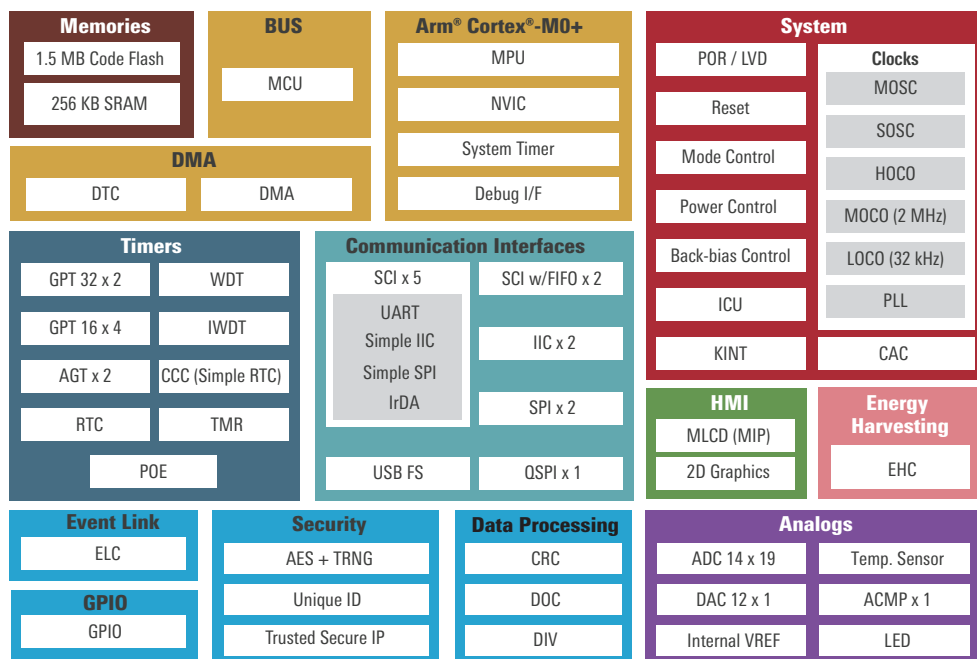 Memories
1.5 MB Code Flash
256 KB SRAM
BUS
MCU
DMA
DTC
DMA
Arm® Cortex®-M0+
MPU
NVIC
System Timer
Debug I/F
System
POR / LVD
Reset
Mode Control
Power Control
Back-bias Control
ICU
KINT
Clocks
MOSC
SOSC
HOCO
MOCO (2 MHz)
LOCO (32 kHz)
PLL
CAC
Timers
GPT 32 x 2
WDT
GPT 16 x 4
IWDT
AGT x 2
CCC (Simple RTC)
RTC
TMR
POE
Communication Interfaces
SCI x 5
UART
Simple IIC
Simple SPI
IrDA
USB FS
SCI w/FIFO x 2
IIC x 2
SPI x 2
QSPI x 1
HMI
MLCD (MIP)
2D Graphics
Energy
Harvesting
EHC
Event Link
ELC
GPIO
GPIO
Security
AES + TRNG
Unique ID
Trusted Secure IP
Data Processing
CRC
DOC
DIV
Analogs
ADC 14 x 19
Temp. Sensor
DAC 12 x 1
ACMP x 1
Internal VREF
LED